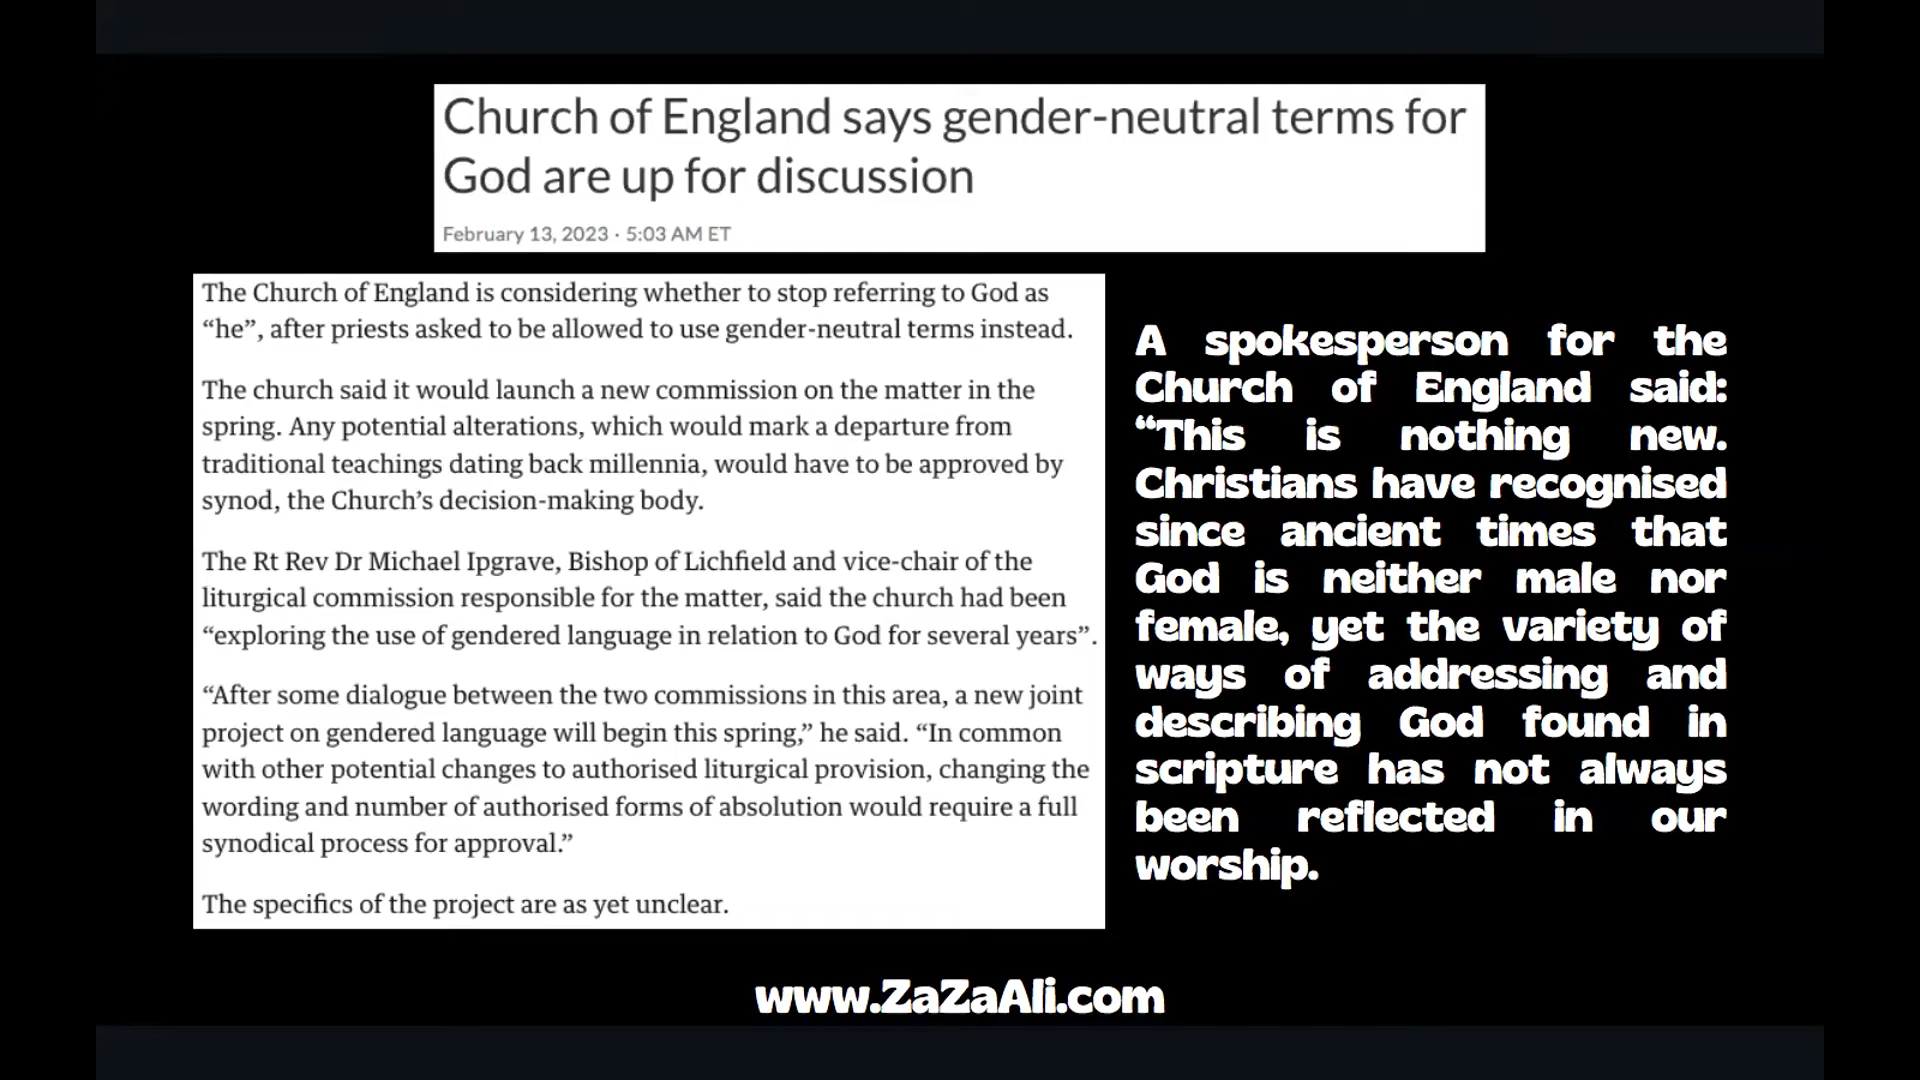 Church of England says gender-neutral terms for
God are up for discussion
February 13, 2023 · 5:03 AM ET
The Church of England is considering whether to stop referring to God as
“he”, after priests asked to be allowed to use gender-neutral terms instead.
The church said it would launch a new commission on the matter in the
spring. Any potential alterations, which would mark a departure from
traditional teachings dating back millennia, would have to be approved by
synod, the Church’s decision-making body.
The Rt Rev Dr Michael Ipgrave, Bishop of Lichfield and vice-chair of the
liturgical commission responsible for the matter, said the church had been
“exploring the use of gendered language in relation to God for several years”.
“After some dialogue between the two commissions in this area, a new joint
project on gendered language will begin this spring,” he said. “In common
with other potential changes to authorised liturgical provision, changing the
wording and number of authorised forms of absolution would require a full
synodical process for approval.”
The specifics of the project are as yet unclear.
A spokesperson for the
Church of England said:
“This is nothing new.
Christians have recognised
since ancient times that
God is neither male nor
female, yet the variety of
ways of addressing and
describing God found in
scripture has not always
been reflected in our
worship.
www.ZaZaAli.com